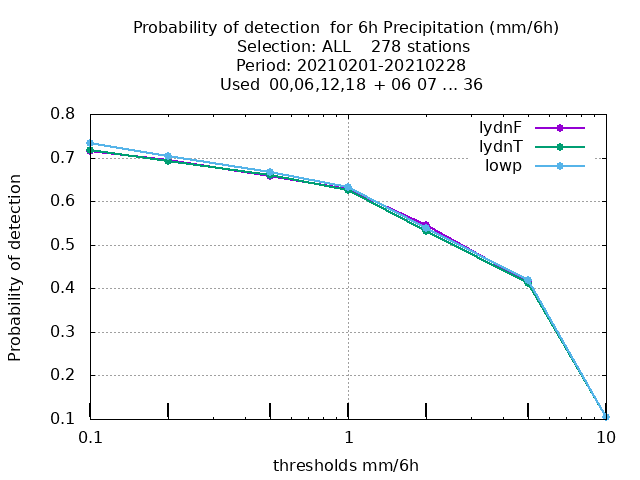 Probability of detection  for 6h Precipitation (mm/6h)
Selection: ALL    278 stations
Period: 20210201-20210228
Used  00,06,12,18  + 06 07 ... 36
lydnF
lydnT
lowp
0.8
0.7
0.6
0.5
0.4
0.3
0.2
0.1
Probability of detection
0.1 1 10
thresholds mm/6h